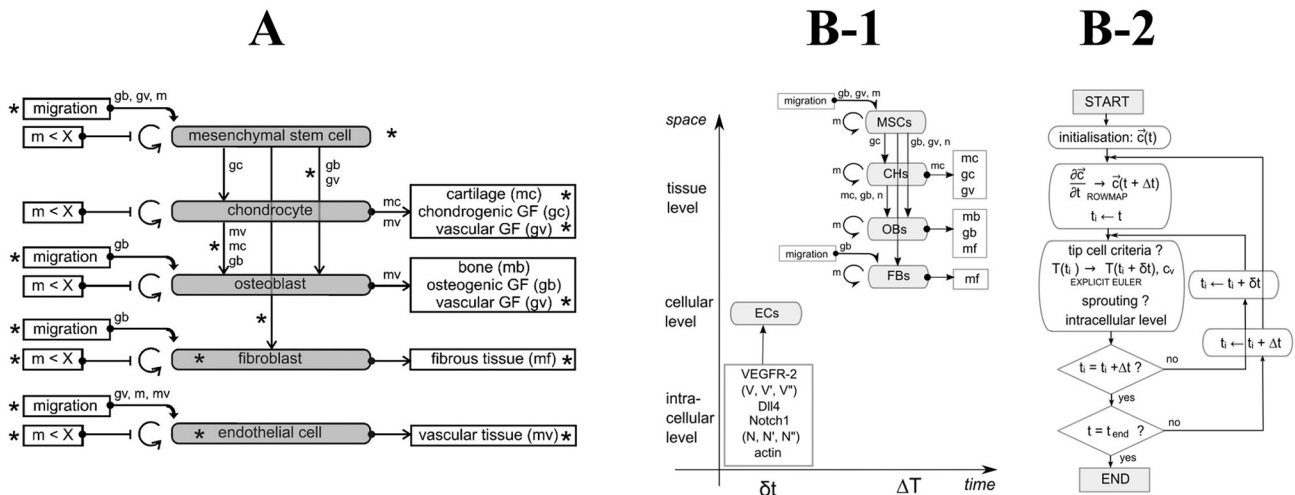 A
* migration
gb, gv, m
m < X
mesenchymal stem cell *
gc
*
gb
gv
m < X
chondrocyte
mc
mv
cartilage (mc) *
chondrogenic GF (gc)
vascular GF (gv) *
* migration
gb
*
mv
mc
gb
* m < X
osteoblast
mv
bone (mb)
osteogenic GF (gb)
vascular GF (gv) *
* migration
gb
*
* m < X
* fibroblast
fibrous tissue (mf) *
* migration
gv, m, mv
* m < X
* endothelial cell
vascular tissue (mv) *
B-1
space
tissue
level
cellular
level
intra-
cellular
level
migration
gb, gv, m
m
MSCs
gc
gb, gv, n
m
CHs
mc
mc
gc
gv
mc, gb, n
m
OBs
mb
gb
mf
migration
gb
m
FBs
mf
ECs
VEGFR-2
(V, V', V")
Dll4
Notch1
(N, N', N")
actin
δt
ΔT
time
B-2
START
initialisation: c⃗(t)
∂c⃗/∂t → c⃗(t + Δt)
ROWMAP
tᵢ ← t
tip cell criteria ?
T(tᵢ ) → T(tᵢ + δt), cᵥ
EXPLICIT EULER
sprouting ?
intracellular level
tᵢ ← tᵢ + δt
tᵢ ← tᵢ + Δt
tᵢ = tᵢ +Δt ?
no
yes
t = t end ?
no
yes
END